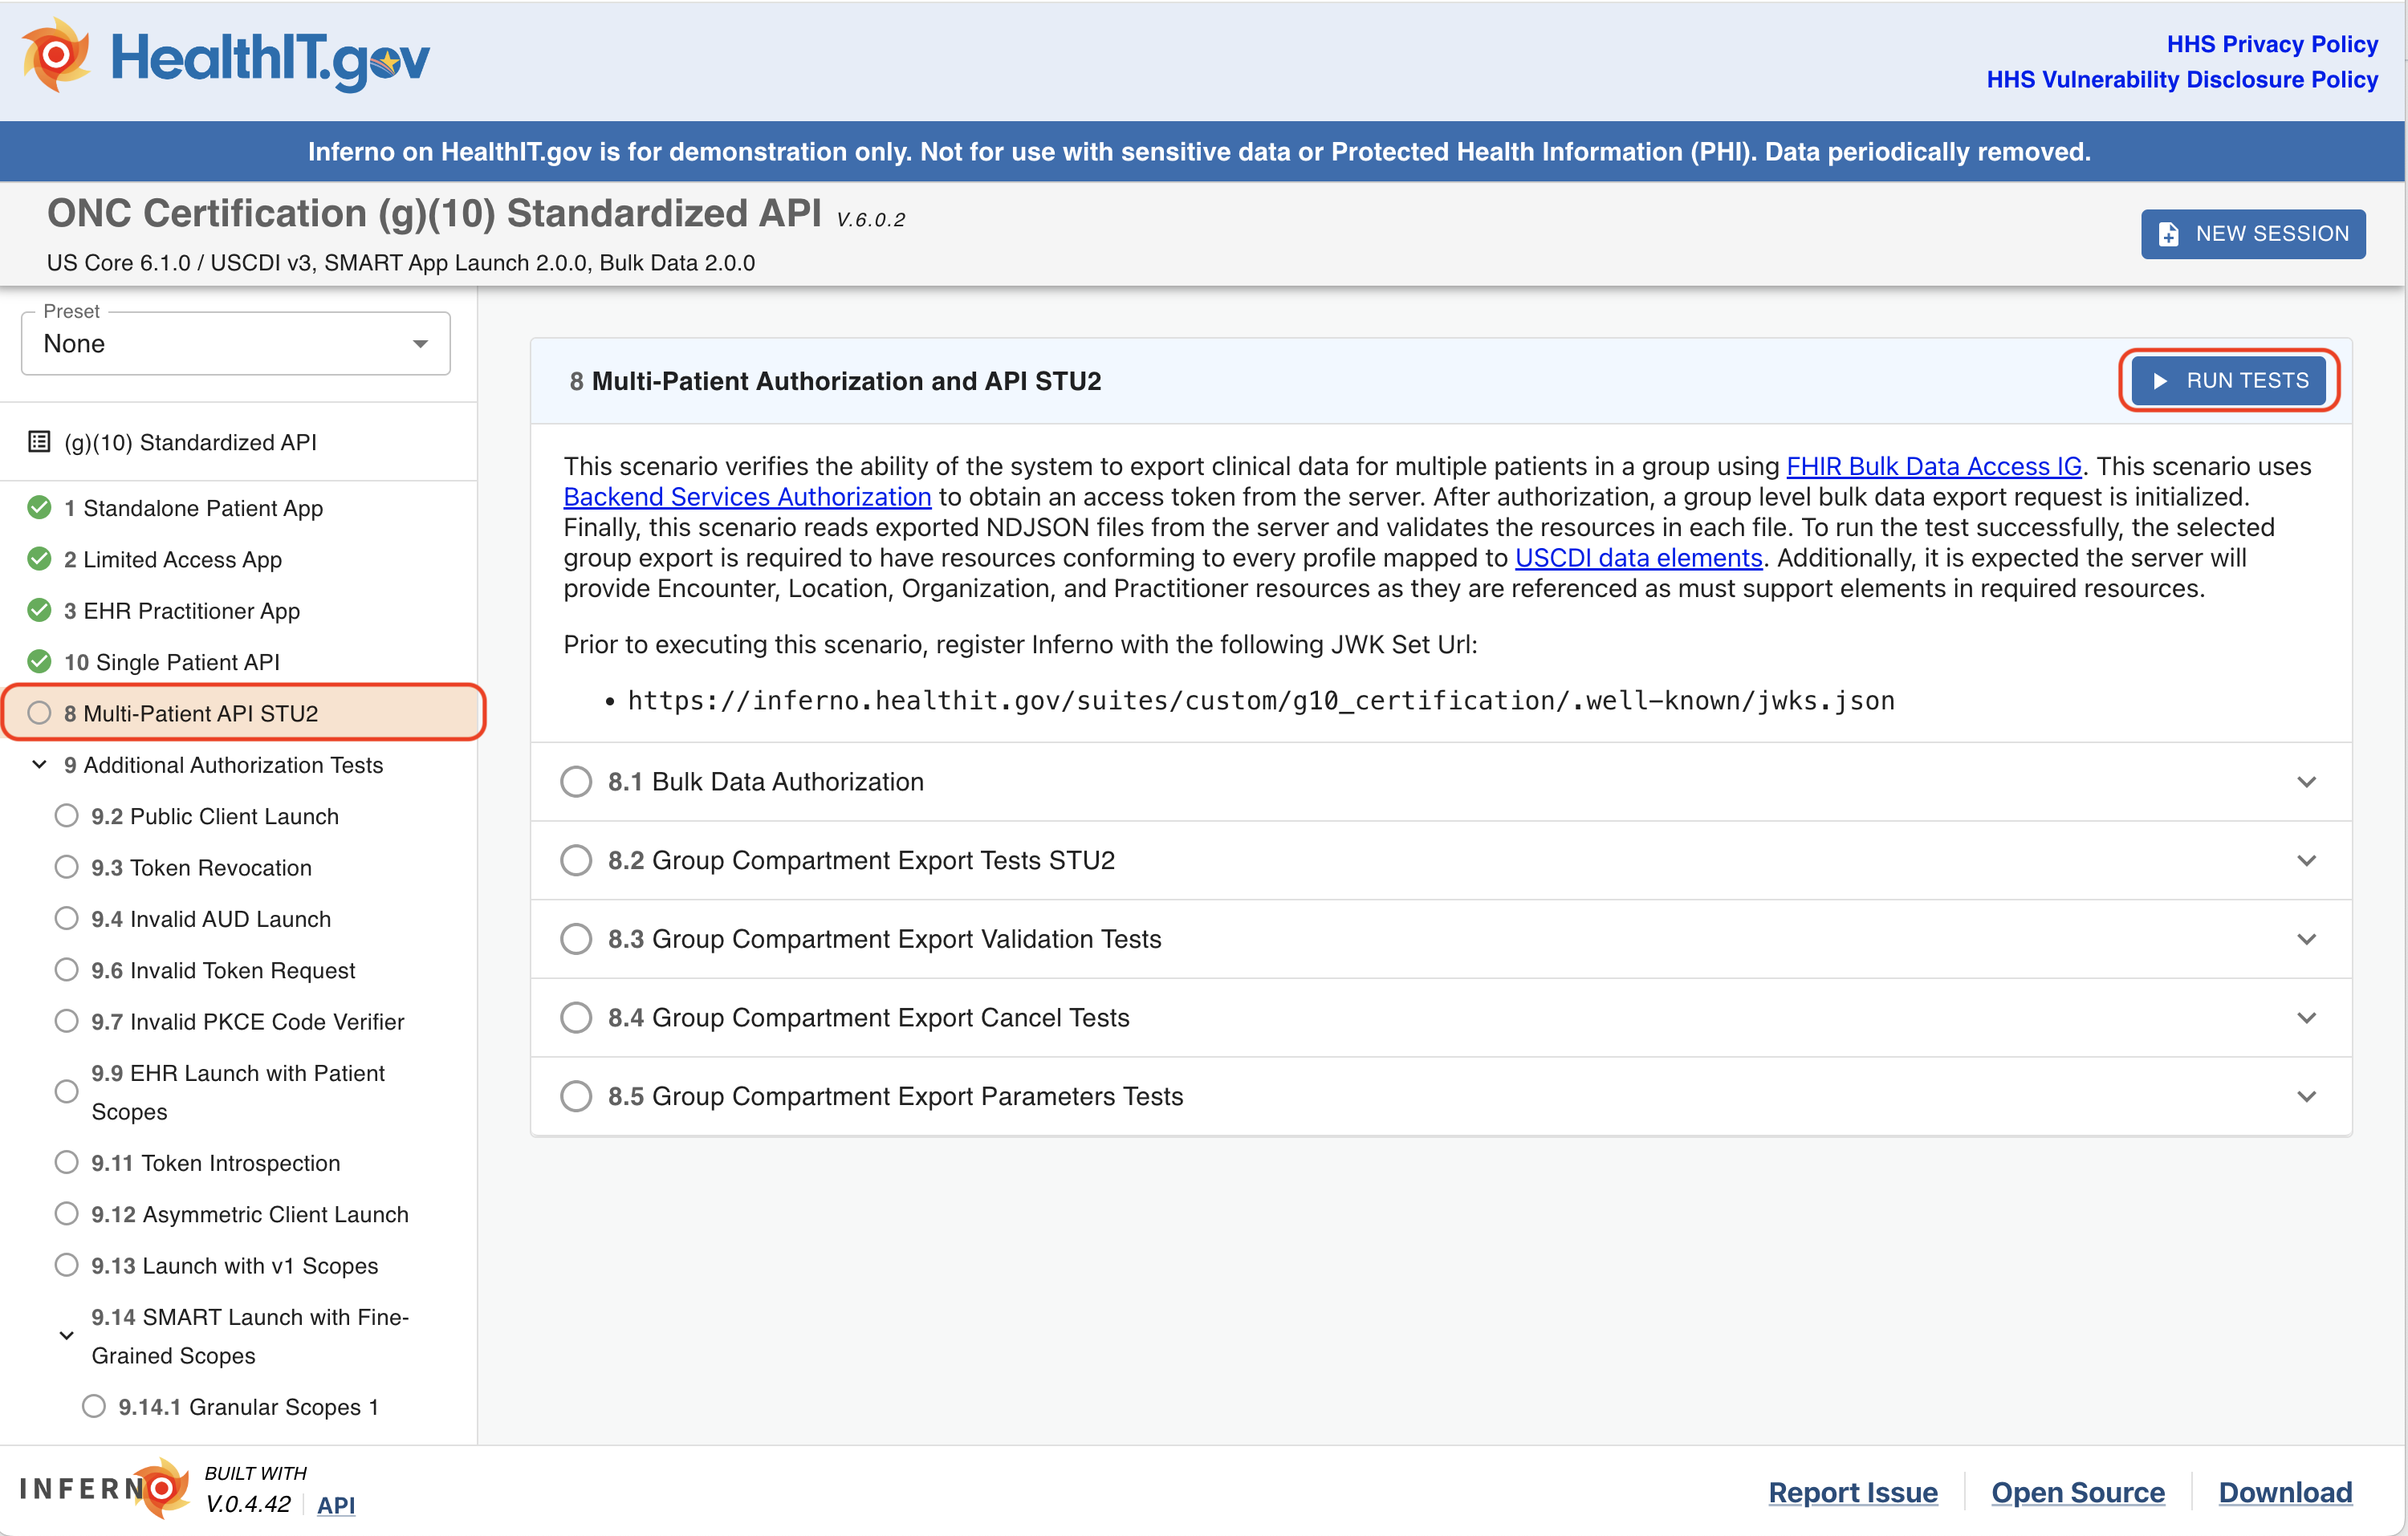 HealthIT.gov
HHS Privacy Policy
HHS Vulnerability Disclosure Policy
Inferno on HealthIT.gov is for demonstration only. Not for use with sensitive data or Protected Health Information (PHI). Data periodically removed.
ONC Certification (g)(10) Standardized API V.6.0.2
US Core 6.1.0 / USCDI v3, SMART App Launch 2.0.0, Bulk Data 2.0.0
NEW SESSION
Preset
None
(g)(10) Standardized API
1 Standalone Patient App
2 Limited Access App
3 EHR Practitioner App
10 Single Patient API
8 Multi-Patient API STU2
9 Additional Authorization Tests
9.2 Public Client Launch
9.3 Token Revocation
9.4 Invalid AUD Launch
9.6 Invalid Token Request
9.7 Invalid PKCE Code Verifier
9.9 EHR Launch with Patient
Scopes
9.11 Token Introspection
9.12 Asymmetric Client Launch
9.13 Launch with v1 Scopes
9.14 SMART Launch with Fine-
Grained Scopes
9.14.1 Granular Scopes 1
8 Multi-Patient Authorization and API STU2
RUN TESTS
This scenario verifies the ability of the system to export clinical data for multiple patients in a group using FHIR Bulk Data Access IG. This scenario uses
Backend Services Authorization to obtain an access token from the server. After authorization, a group level bulk data export request is initialized.
Finally, this scenario reads exported NDJSON files from the server and validates the resources in each file. To run the test successfully, the selected
group export is required to have resources conforming to every profile mapped to USCDI data elements. Additionally, it is expected the server will
provide Encounter, Location, Organization, and Practitioner resources as they are referenced as must support elements in required resources.
Prior to executing this scenario, register Inferno with the following JWK Set Url:
• https://inferno.healthit.gov/suites/custom/g10_certification/.well-known/jwks.json
8.1 Bulk Data Authorization
8.2 Group Compartment Export Tests STU2
8.3 Group Compartment Export Validation Tests
8.4 Group Compartment Export Cancel Tests
8.5 Group Compartment Export Parameters Tests
INFERNO
BUILT WITH
V.0.4.42
API
Report Issue
Open Source
Download